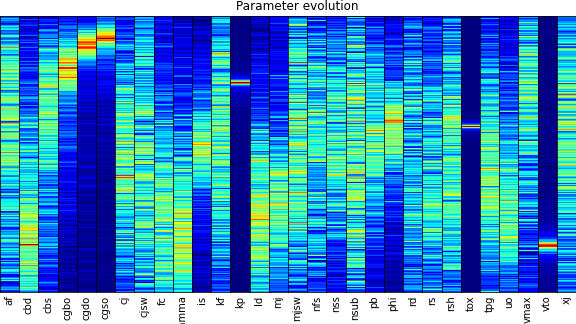 Parameter evolution
af
cbd
cbs
cgbo
cgdo
cgso
cj
cjsw
fc
is
kf
kp
ld
mj
mjsw
nfs
nss
nsub
pb
phi
rd
rs
rsh
tox
tpg
uo
vmax
vto
xj